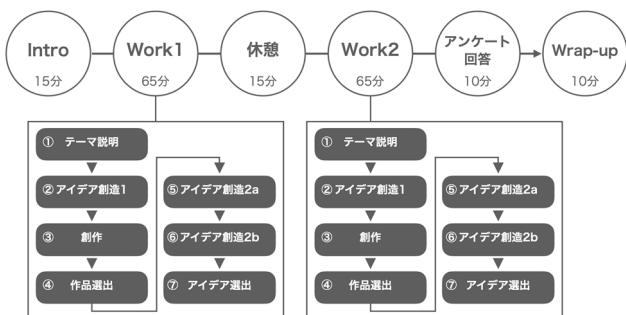 Intro
15分
Work1
65分
休憩
15分
Work2
65分
アンケート
回答
10分
Wrap-up
10分
① テーマ説明
② アイデア創造1
③ 創作
④ 作品選出
⑤ アイデア創造2a
⑥ アイデア創造2b
⑦ アイデア選出
① テーマ説明
② アイデア創造1
③ 創作
④ 作品選出
⑤ アイデア創造2a
⑥ アイデア創造2b
⑦ アイデア選出